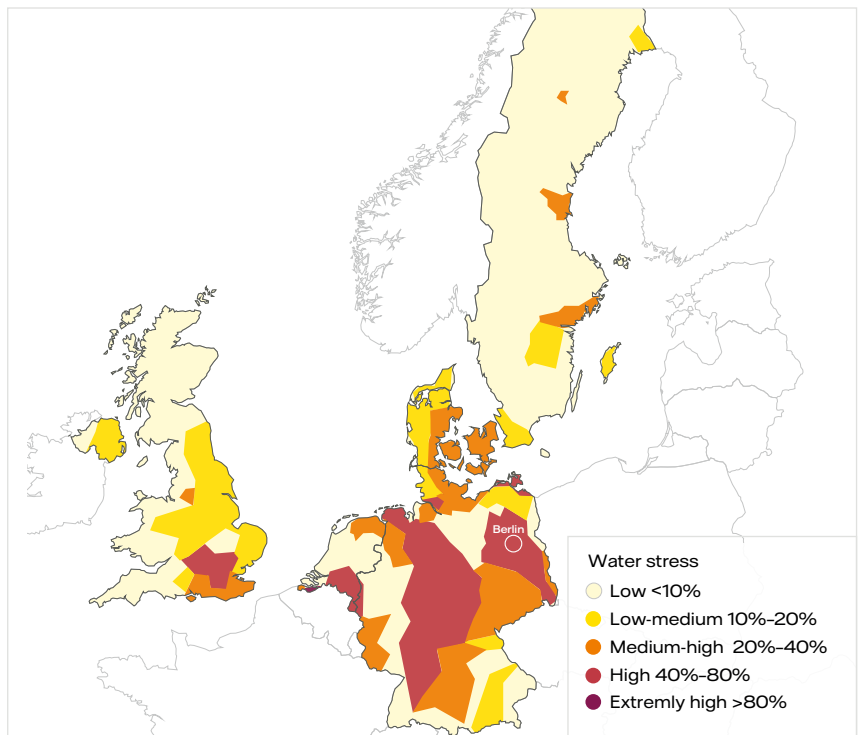 Berlin
Water stress
Low <10%
Low-medium 10%-20%
Medium-high 20%-40%
High 40%-80%
Extremly high >80%